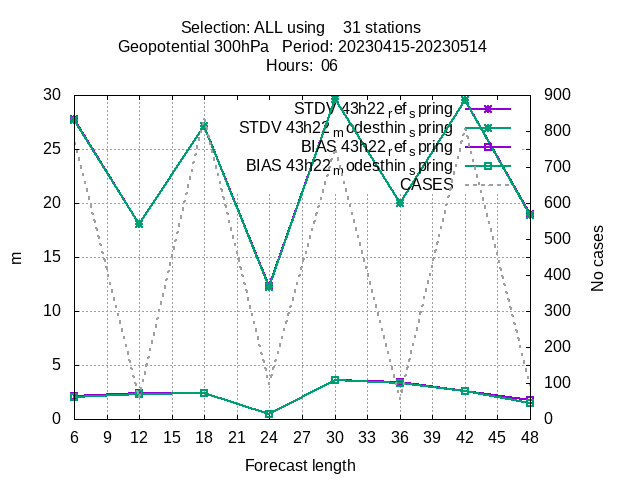 Selection: ALL using    31 stations
Geopotential 300hPa   Period: 20230415-20230514
Hours:  06
30 900
STDV 43h22_ref_spring
800
STDV 43h22_modesthin_spring
25
BIAS 43h22_ref_spring
700
BIAS 43h22_modesthin_spring
CASES
20 600
15 500
m
No cases
400
10 300
200
5
100
0 0
6 9 12 15 18 21 24 27 30 33 36 39 42 45 48
Forecast length